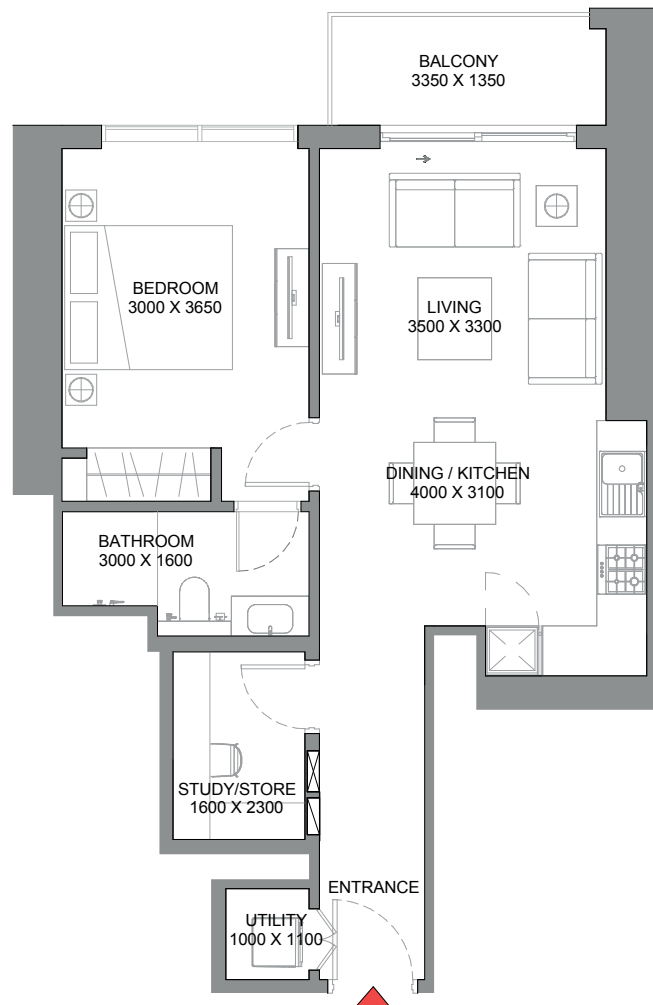 BALCONY
3350 X 1350
BEDROOM
3000 X 3650
LIVING
3500 X 3300
DINING / KITCHEN
4000 X 3100
BATHROOM
3000 X 1600
STUDY/STORE
1600 X 2300
ENTRANCE
UTILITY
1000 X 1100